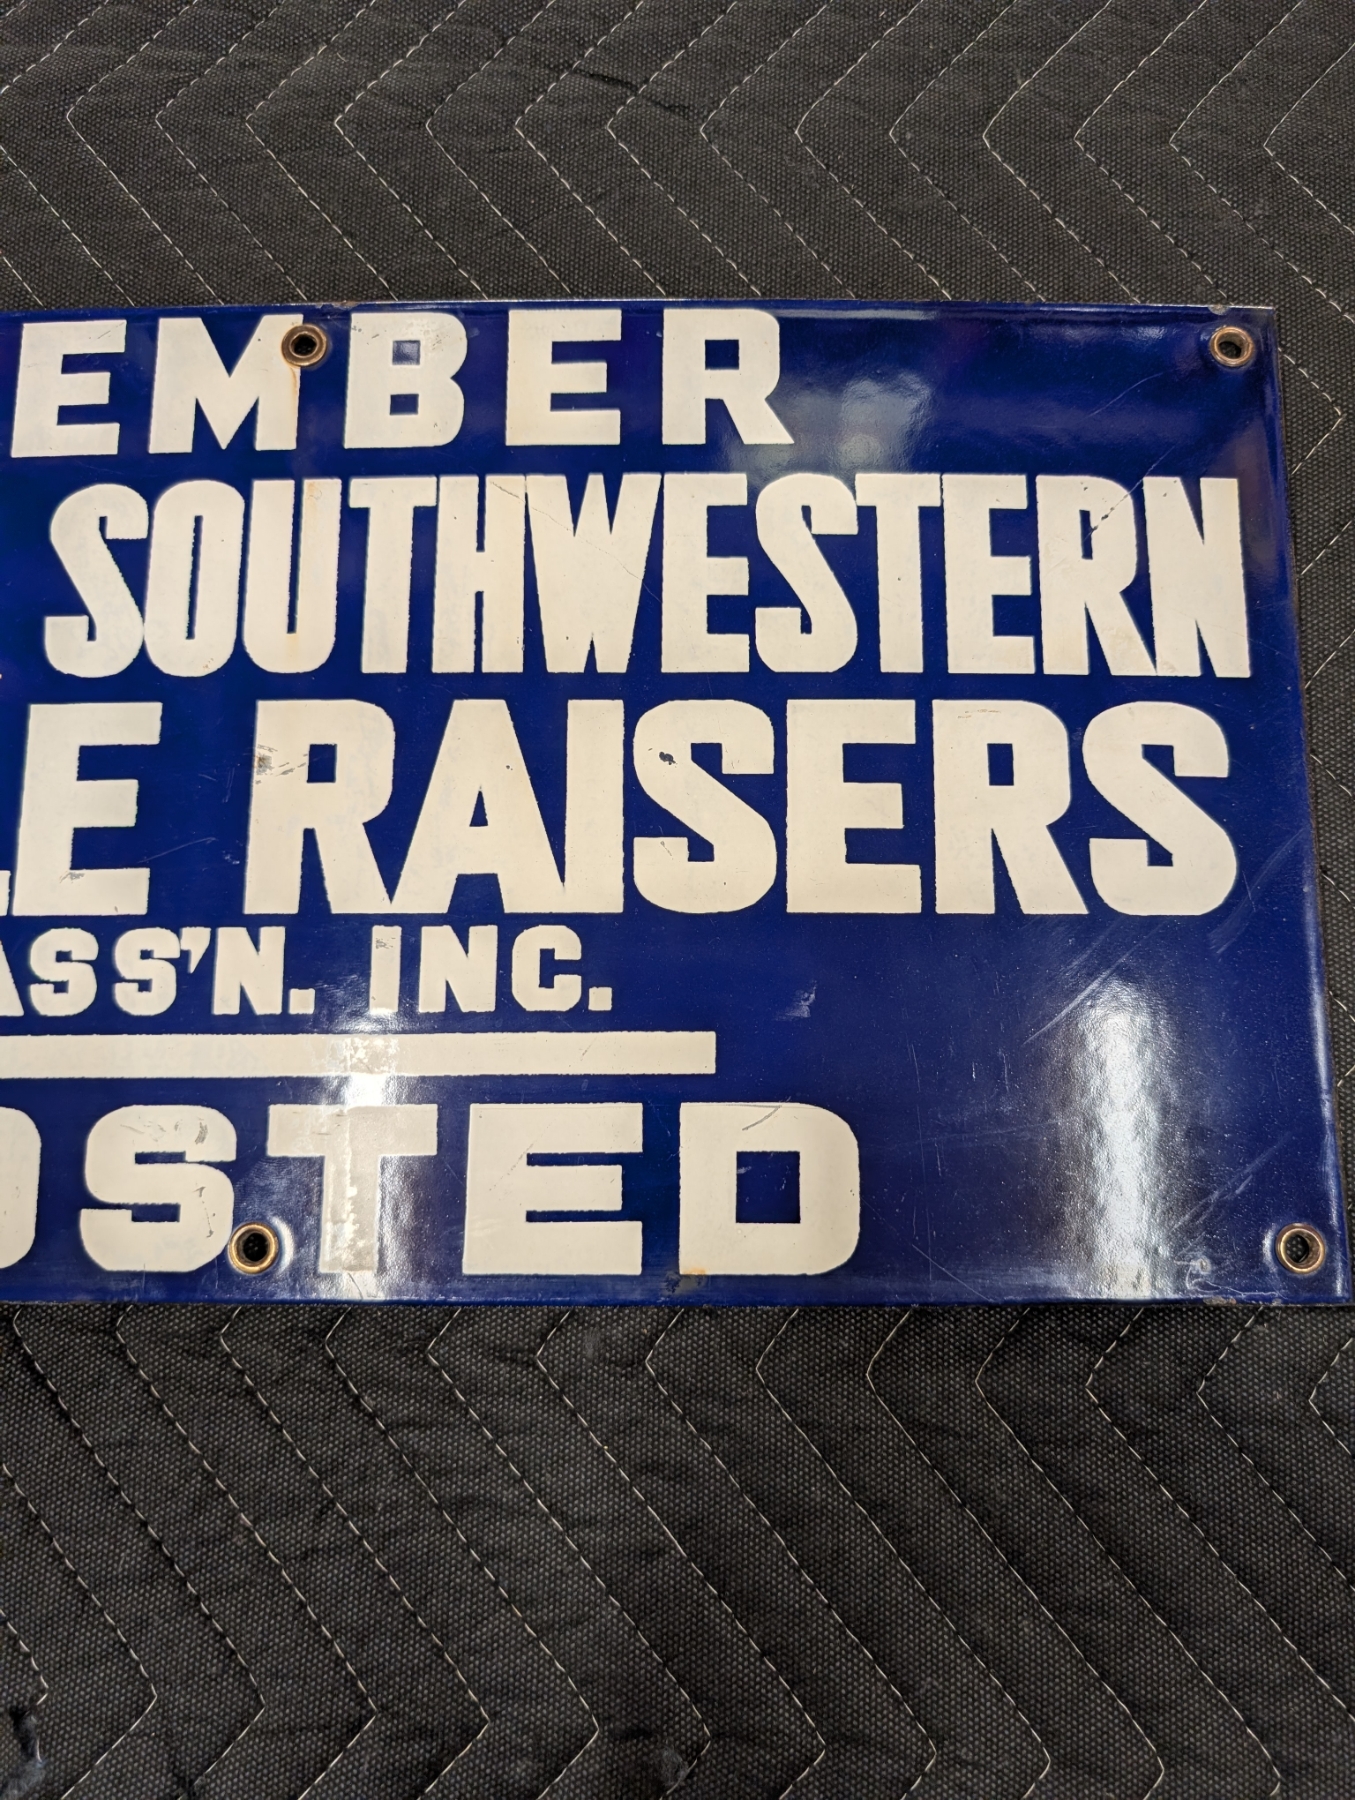 EMBER
SOUTHWESTERN
LE RAISERS
ASS'N. INC.
OSTED